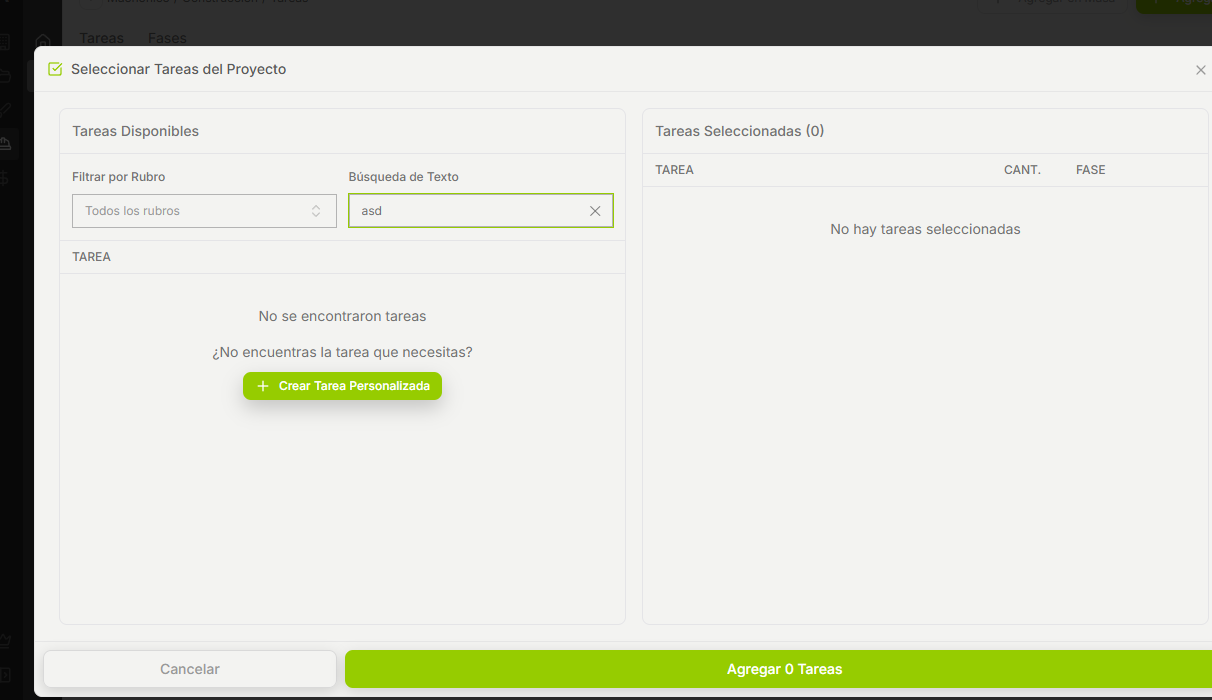 Tareas Fases
Seleccionar Tareas del Proyecto
Tareas Disponibles
Filtrar por Rubro
Búsqueda de Texto
Todos los rubros
asd
TAREA
No se encontraron tareas
¿No encuentras la tarea que necesitas?
Crear Tarea Personalizada
Tareas Seleccionadas (0)
TAREA CANT. FASE
No hay tareas seleccionadas
Cancelar
Agregar 0 Tareas